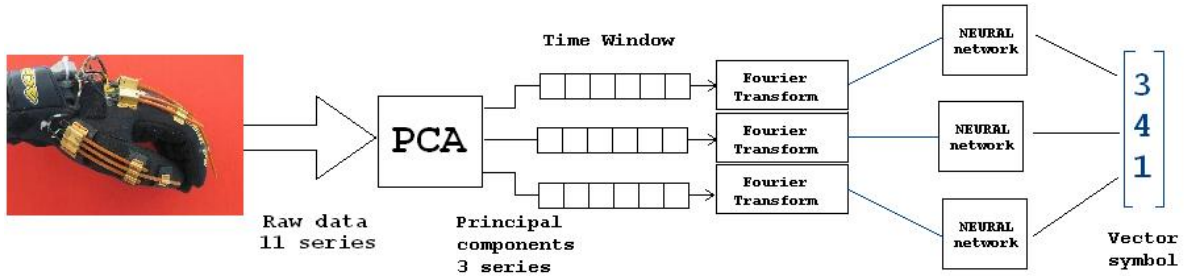 Time Window
PCA
Fourier
Transform
Fourier
Transform
Fourier
Transform
NEURAL
network
NEURAL
network
NEURAL
network
3
4
1
Raw data
11 series
Principal
components
3 series
Vector
symbol